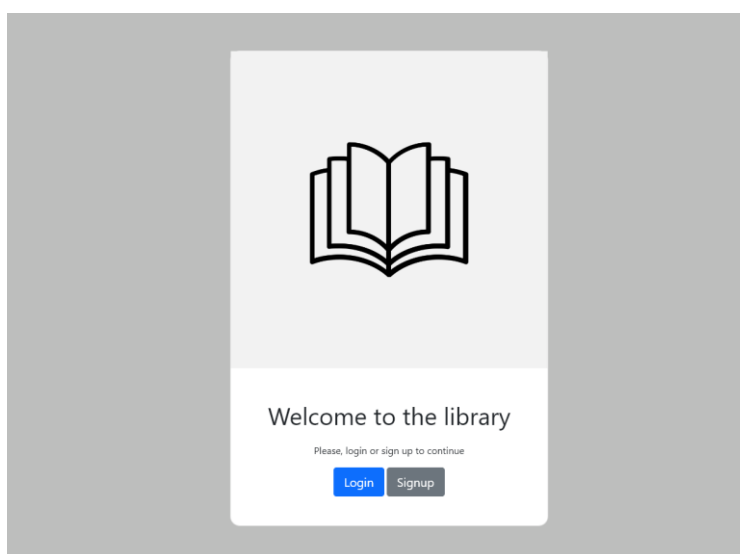 Welcome to the library
Please, login or sign up to continue
Login Signup